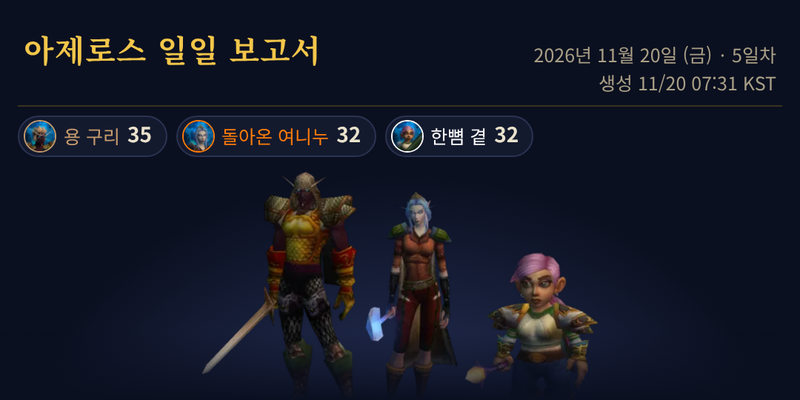 아제로스 일일 보고서
2026년 11월 20일 (금) · 5일차
생성 11/20 07:31 KST
용 구리 35
돌아온 여니누 32
한뼘 곁 32